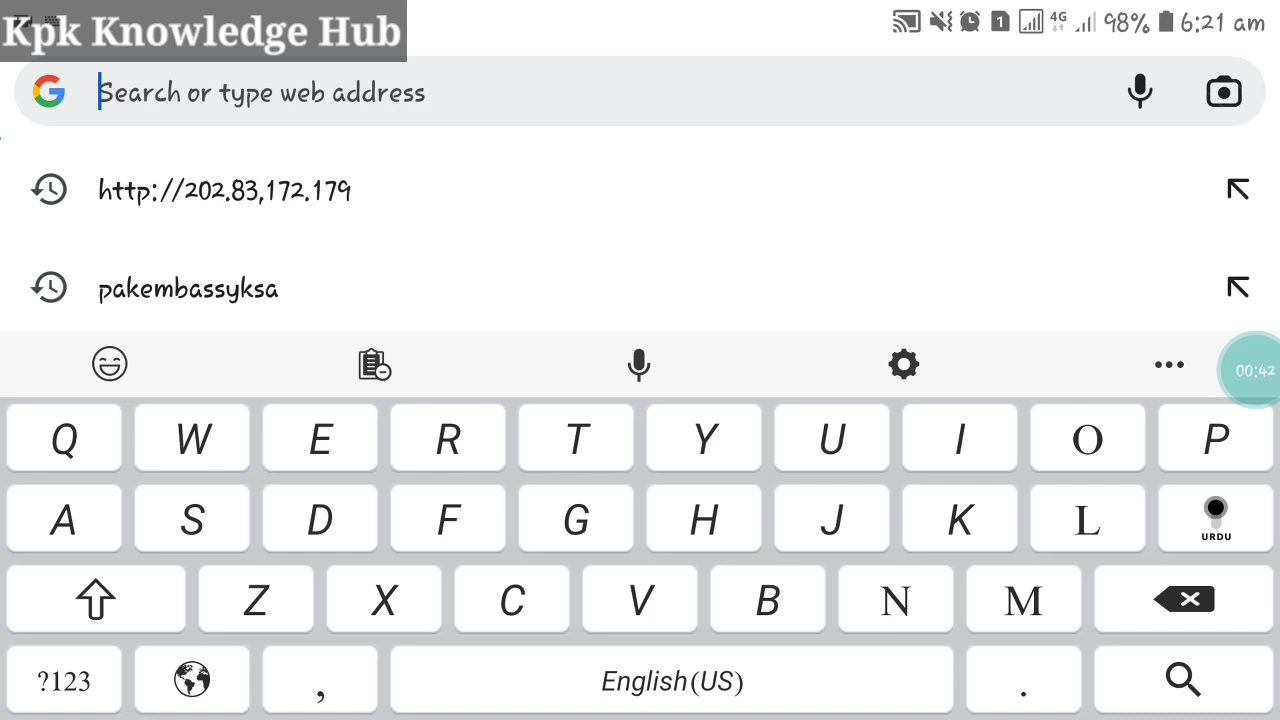 Kpk Knowledge Hub
1 4G 98% 6:21 am
Search or type web address
http://202.83,172.179
pakembassyksa
00:42
Q W E R T Y U I O P
A S D F G H J K L URDU
Z X C V B N M
?123 , English(US) .